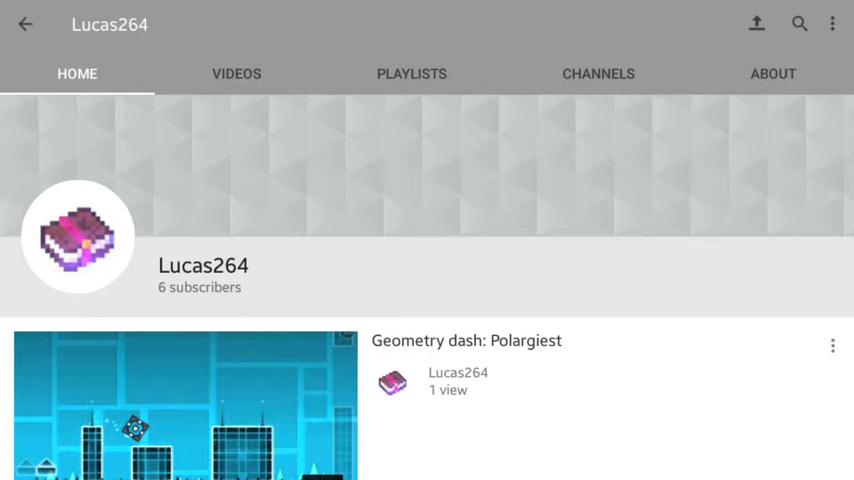 Lucas264
HOME VIDEOS PLAYLISTS CHANNELS ABOUT
Lucas264
6 subscribers
Geometry dash: Polargiest
Lucas264
1 view